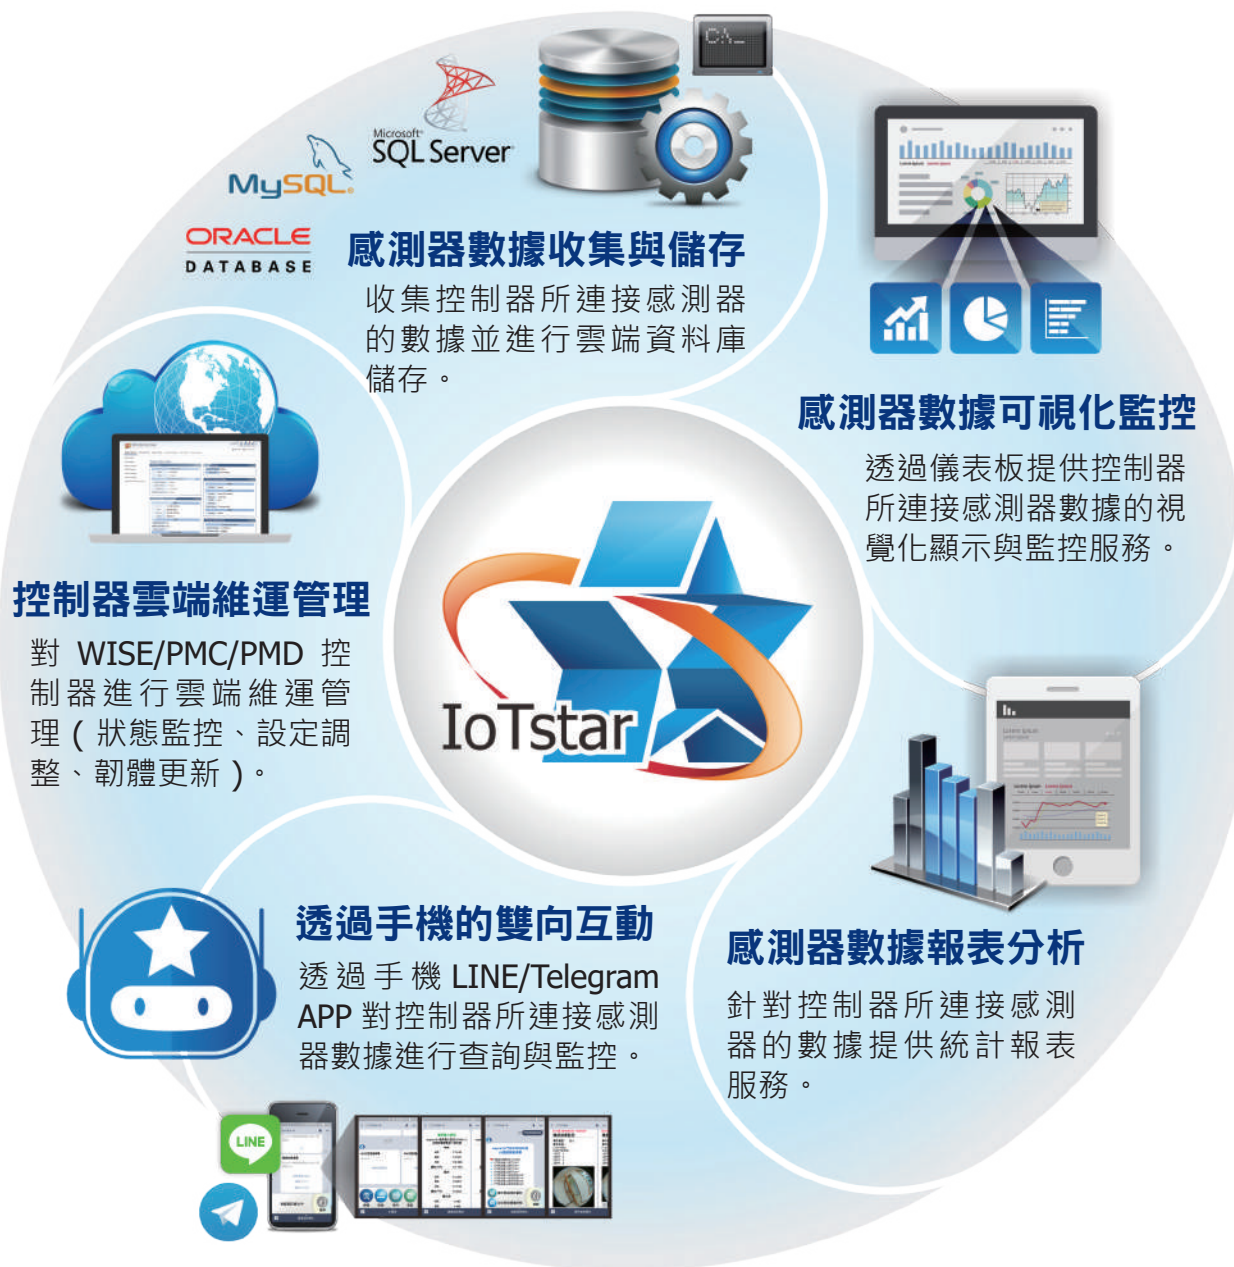 C:\_
Microsoft
SQL Server
MySQL
ORACLE
DATABASE
感測器數據收集與儲存
收集控制器所連接感測器
的數據並進行雲端資料庫
儲存。
感測器數據可視化監控
透過儀表板提供控制器
所連接感測器數據的視
覺化顯示與監控服務。
控制器雲端維運管理
對 WISE/PMC/PMD 控
制器進行雲端維運管
理 ( 狀態監控、設定調
整、韌體更新 )。
IoTstar
透過手機的雙向互動
透過手機 LINE/Telegram
APP 對控制器所連接感測
器數據進行查詢與監控。
感測器數據報表分析
針對控制器所連接感測
器的數據提供統計報表
服務。
LINE